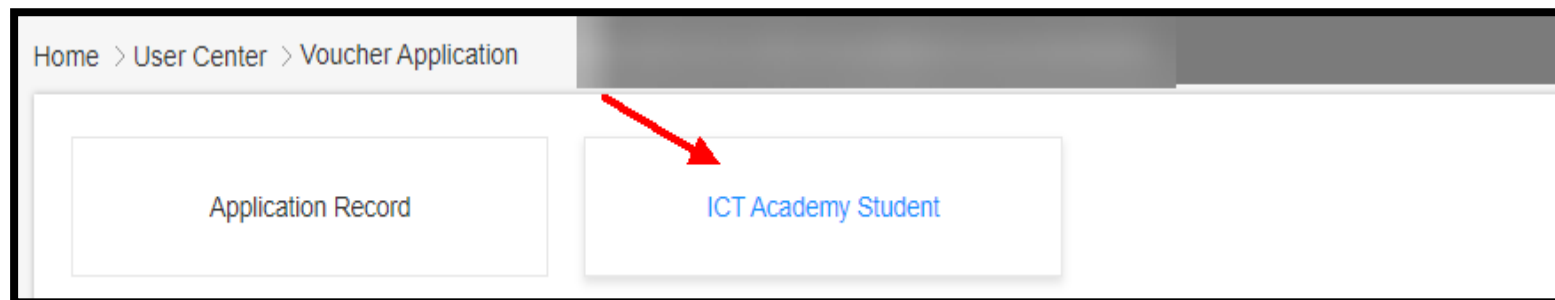 Home > User Center > Voucher Application
Application Record
ICT Academy Student